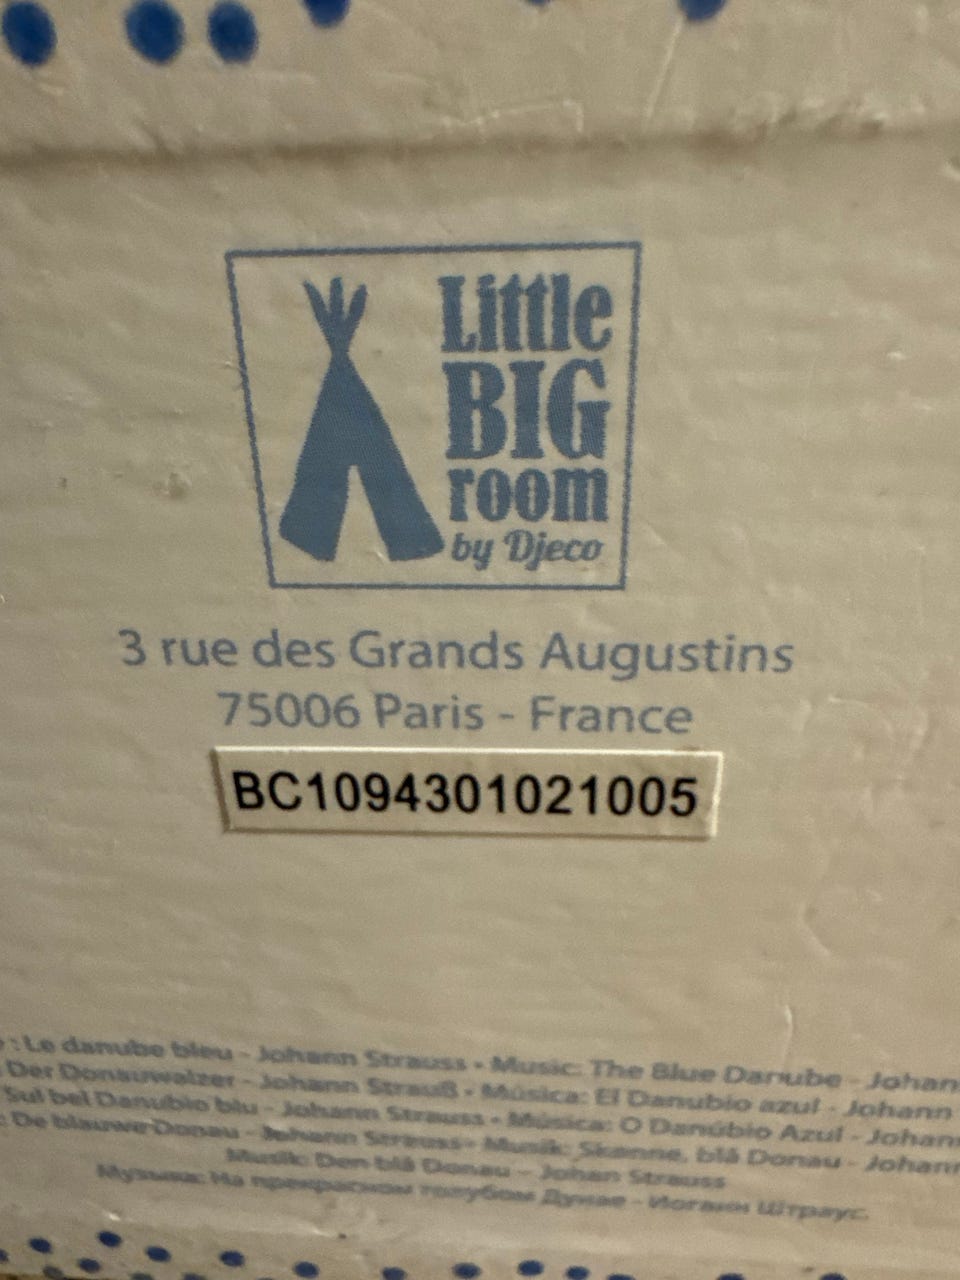 Little
BIG
room
by Djeco
3 rue des Grands Augustins
75006 Paris - France
BC1094301021005
: Le danube bleu - Johann Strauss • Music: The Blue Danube - Johan
Der Donauwalzer - Johann Strauß • Música: El Danubio azul - Johann
Sul bel Danubio blu - Johann Strauss • Música: O Danúbio Azul - Johan
: De blauwe Donau - Johann Strauss • Musik: Skønne, blå Donau - Johann
Musik: Den blå Donau - Johan Strauss
Музыка: На прекрасном голубом Дунае - Иоганн Штраус.